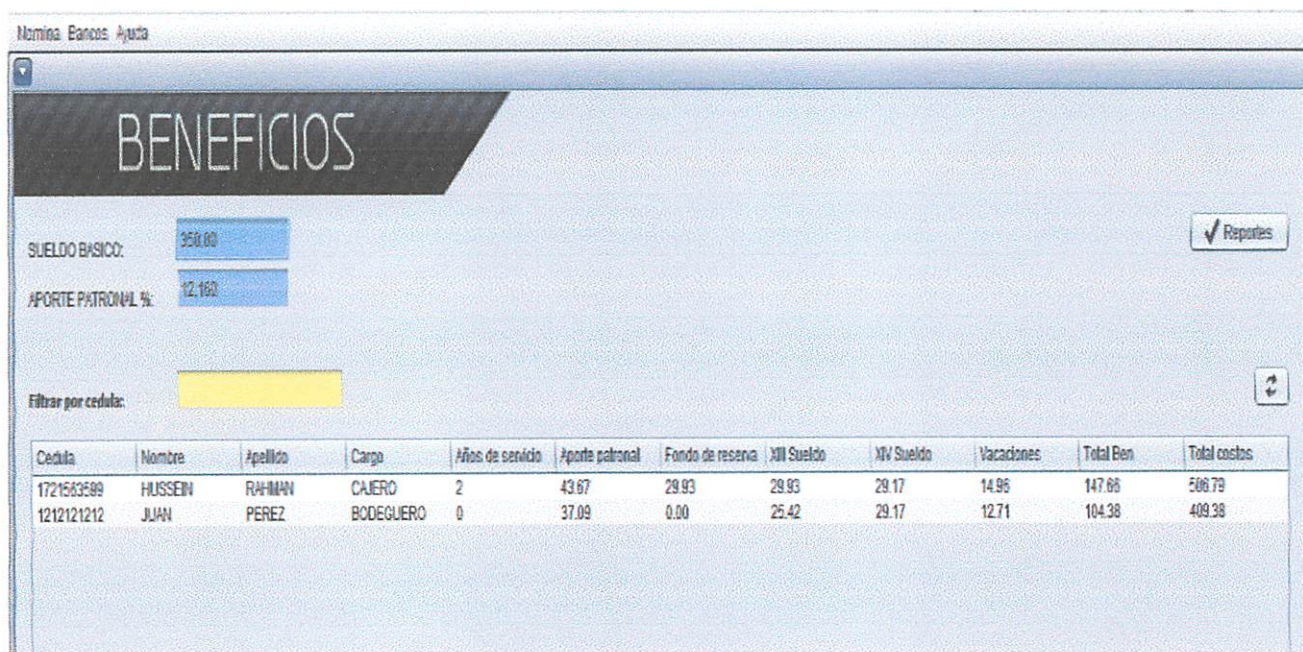 Nomina Bancos Ayuda
BENEFICIOS
SUELDO BASICO: 350.00
Reportes
APORTE PATRONAL %: 12.160
Filtrar por cedula:
Cedula Nombre Apellido Cargo Años de servicio Aporte patronal Fondo de reserva XIII Sueldo XIV Sueldo Vacaciones Total Ben. Total costos
1721563599 HUSSEIN RAHMAN CAJERO 2 43.67 29.93 29.93 29.17 14.96 147.66 506.79
1212121212 JUAN PEREZ BODEGUERO 0 37.09 0.00 25.42 29.17 12.71 104.38 409.38